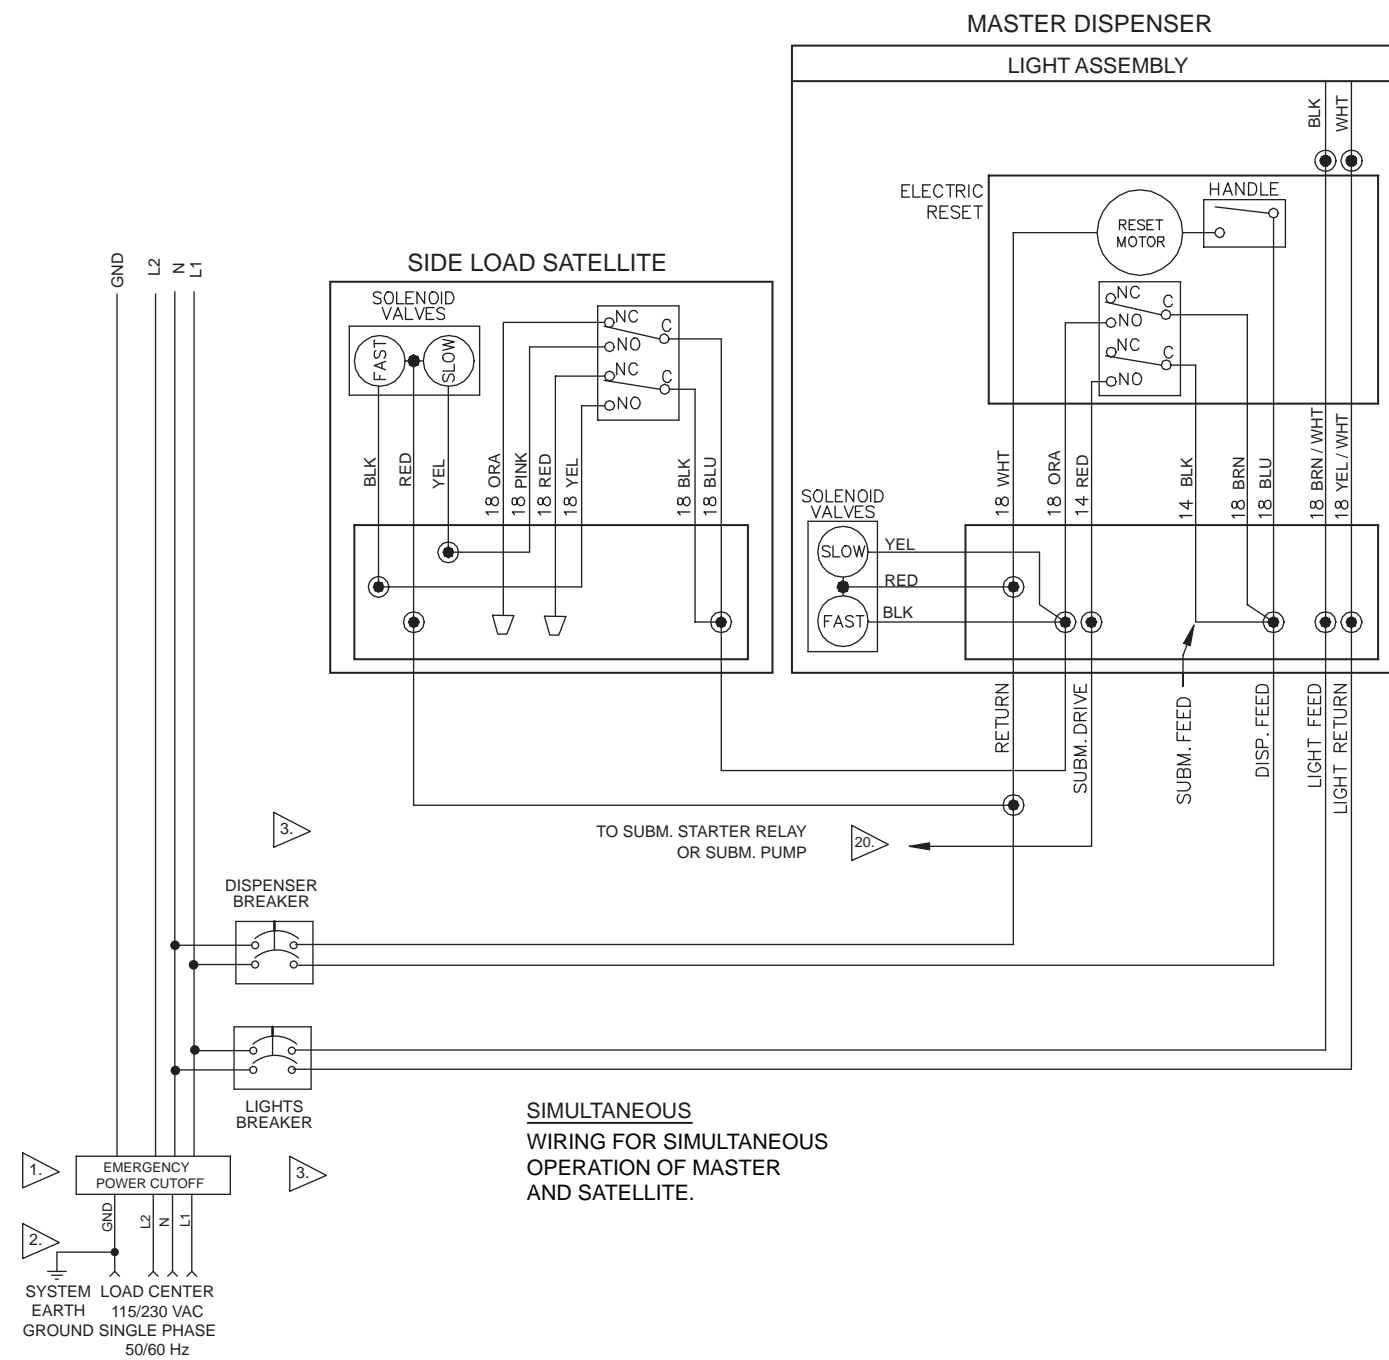 MASTER DISPENSER
LIGHT ASSEMBLY
BLK
WHT
ELECTRIC
RESET
RESET
MOTOR
HANDLE
NC
C
NO
NC
C
NO
GND
L2
N
L1
SIDE LOAD SATELLITE
SOLENOID
VALVES
FAST
SLOW
NC
C
NO
NC
C
NO
BLK
RED
YEL
18 ORA
18 PINK
18 RED
18 YEL
18 BLK
18 BLU
18 WHT
18 ORA
14 RED
14 BLK
18 BRN
18 BLU
18 BRN / WHT
18 YEL / WHT
SOLENOID
VALVES
SLOW
FAST
YEL
RED
BLK
RETURN
SUBM. DRIVE
SUBM. FEED
DISP. FEED
LIGHT FEED
LIGHT RETURN
3.
TO SUBM. STARTER RELAY
OR SUBM. PUMP
20.
DISPENSER
BREAKER
LIGHTS
BREAKER
SIMULTANEOUS
WIRING FOR SIMULTANEOUS
OPERATION OF MASTER
AND SATELLITE.
1.
EMERGENCY
POWER CUTOFF
3.
GND
L2
N
L1
2.
SYSTEM
EARTH
GROUND
LOAD CENTER
115/230 VAC
SINGLE PHASE
50/60 Hz